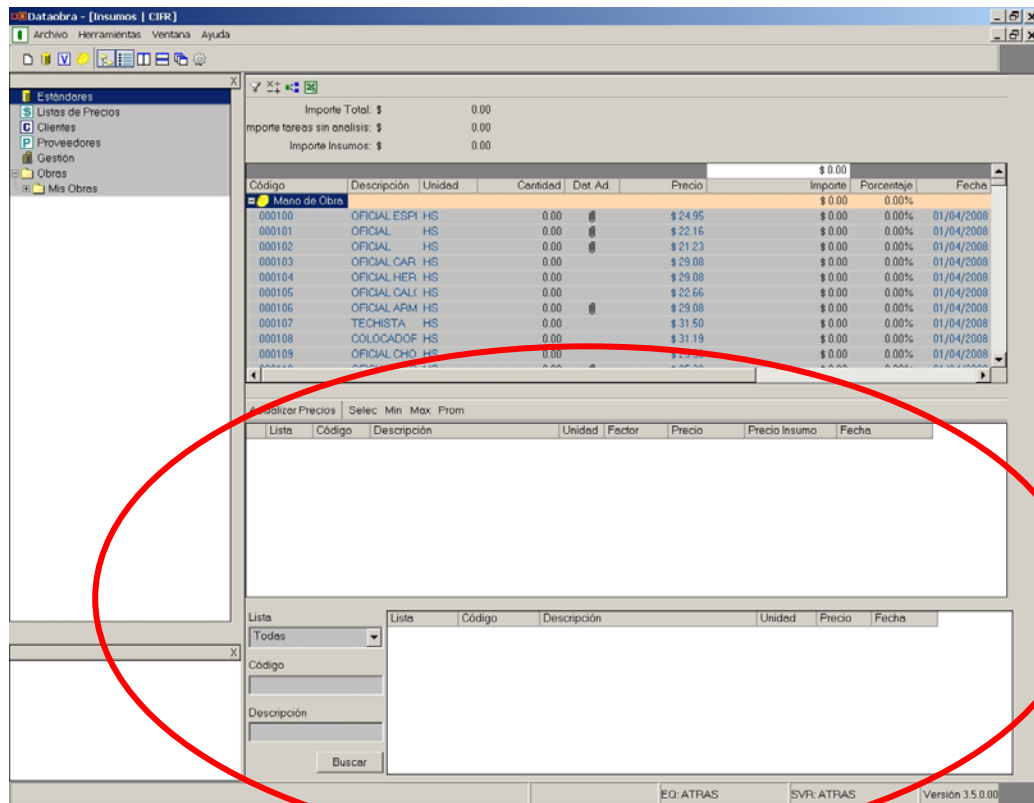 Dataobra - [Insumos | CIFR]
Archivo Herramientas Ventana Ayuda
Estándares
Listas de Precios
Clientes
Proveedores
Gestión
Obras
Mis Obras
Importe Total: $ 0.00
mporte tareas sin analisis: $ 0.00
Importe Insumos: $ 0.00
$ 0.00
Código Descripción Unidad Cantidad Dat. Ad. Precio Importe Porcentaje Fecha
Mano de Obra $ 0.00 0.00%
000100 OFICIAL ESPI HS 0.00 $ 24.95 $ 0.00 0.00% 01/04/2008
000101 OFICIAL HS 0.00 $ 22.16 $ 0.00 0.00% 01/04/2008
000102 OFICIAL HS 0.00 $ 21.23 $ 0.00 0.00% 01/04/2008
000103 OFICIAL CAR HS 0.00 $ 29.08 $ 0.00 0.00% 01/04/2008
000104 OFICIAL HER HS 0.00 $ 29.08 $ 0.00 0.00% 01/04/2008
000105 OFICIAL CAL( HS 0.00 $ 22.66 $ 0.00 0.00% 01/04/2008
000106 OFICIAL ARM HS 0.00 $ 29.08 $ 0.00 0.00% 01/04/2008
000107 TECHISTA HS 0.00 $ 31.50 $ 0.00 0.00% 01/04/2008
000108 COLOCADOF HS 0.00 $ 31.19 $ 0.00 0.00% 01/04/2008
000109 OFICIAL CHO HS 0.00 $ 0.00 0.00% 01/04/2008
Actualizar Precios Selec Min Max Prom
Lista Código Descripción Unidad Factor Precio Precio Insumo Fecha
Lista
Todas
Código
Descripción
Buscar
Lista Código Descripción Unidad Precio Fecha
EQ: ATRAS SVR: ATRAS Versión 3.5.0.00